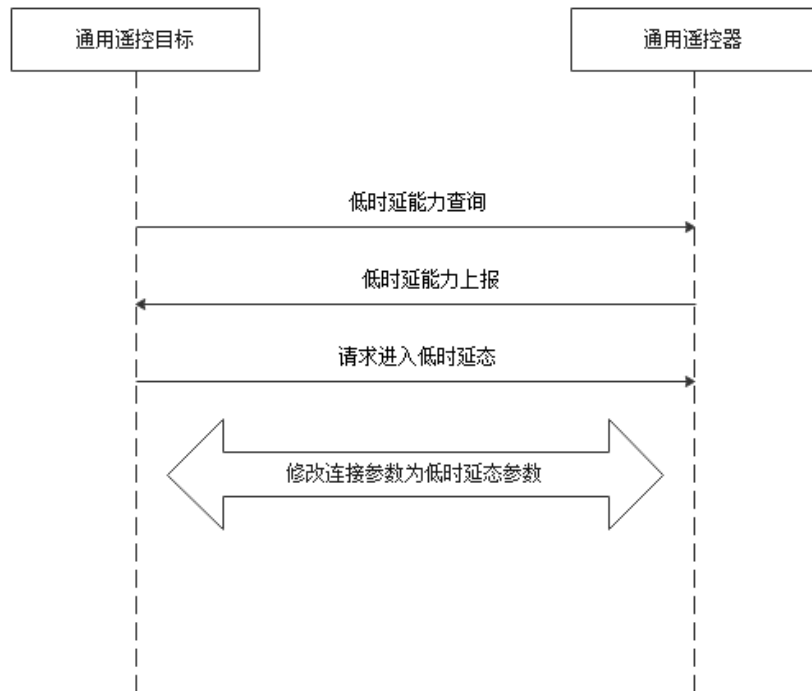 通用遥控目标
通用遥控器
低时延能力查询
低时延能力上报
请求进入低时延态
修改连接参数为低时延态参数